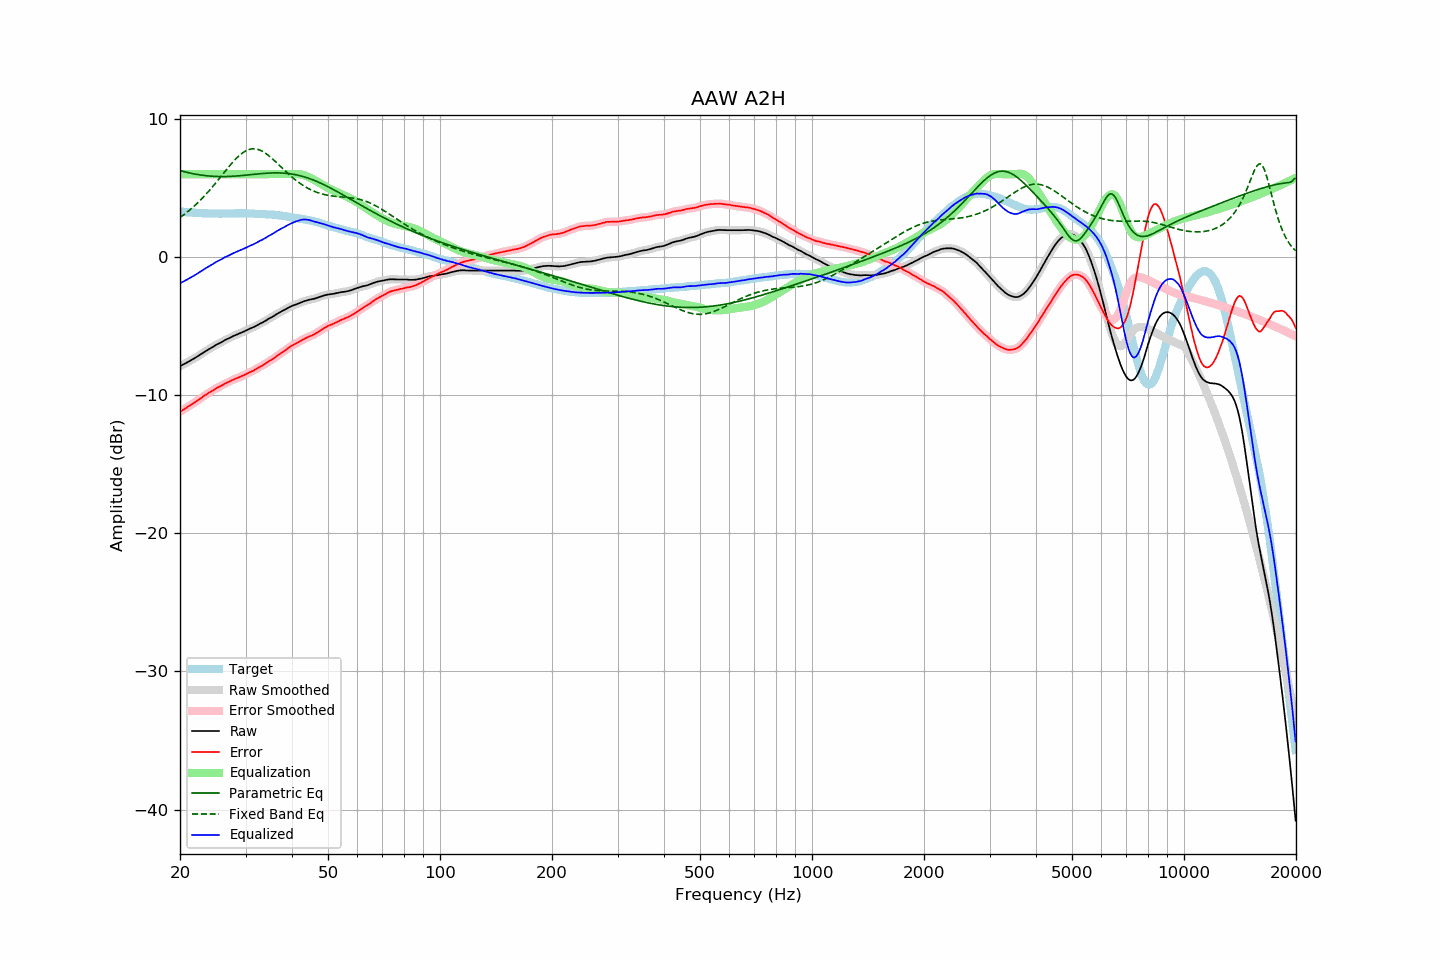 AAW A2H
10
0
−10
−20
−30
−40
Amplitude (dBr)
Target
Raw Smoothed
Error Smoothed
Raw
Error
Equalization
Parametric Eq
Fixed Band Eq
Equalized
20 50 100 200 500 1000 2000 5000 10000 20000
Frequency (Hz)